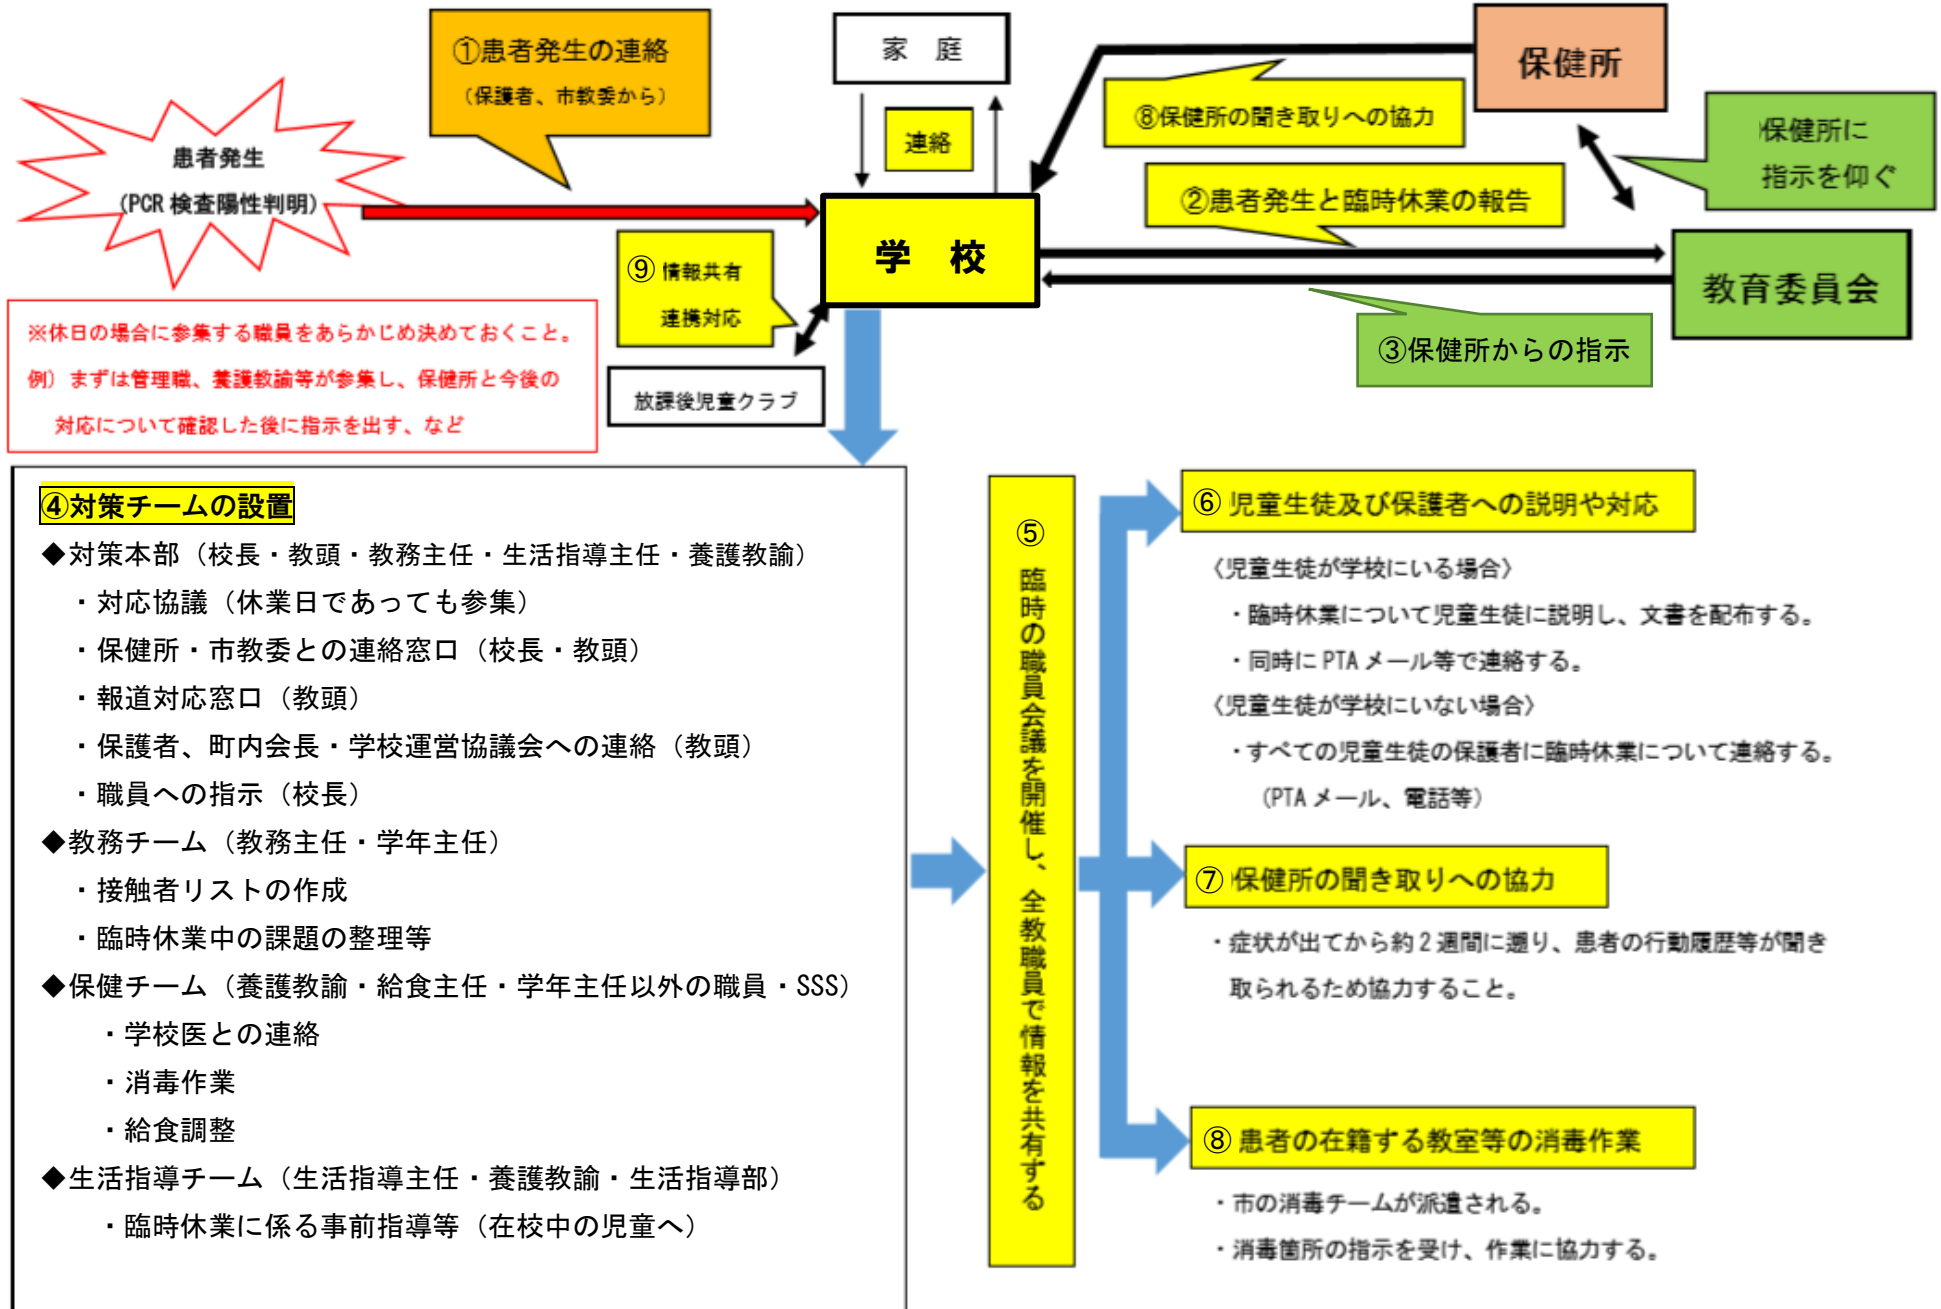 ①患者発生の連絡
(保護者、市教委から)
家 庭
連絡
保健所
⑧保健所の聞き取りへの協力
保健所に
指示を仰ぐ
患者発生
(PCR 検査陽性判明)
②患者発生と臨時休業の報告
学 校
教育委員会
③保健所からの指示
⑨ 情報共有
連携対応
放課後児童クラブ
※休日の場合に参集する職員をあらかじめ決めておくこと。
例）まずは管理職、養護教諭等が参集し、保健所と今後の
対応について確認した後に指示を出す、など
④対策チームの設置
◆対策本部（校長・教頭・教務主任・生活指導主任・養護教諭）
・対応協議（休業日であっても参集）
・保健所・市教委との連絡窓口（校長・教頭）
・報道対応窓口（教頭）
・保護者、町内会長・学校運営協議会への連絡（教頭）
・職員への指示（校長）
◆教務チーム（教務主任・学年主任）
・接触者リストの作成
・臨時休業中の課題の整理等
◆保健チーム（養護教諭・給食主任・学年主任以外の職員・SSS）
・学校医との連絡
・消毒作業
・給食調整
◆生活指導チーム（生活指導主任・養護教諭・生活指導部）
・臨時休業に係る事前指導等（在校中の児童へ）
⑤ 臨時の職員会議を開催し、全教職員で情報を共有する
⑥ 児童生徒及び保護者への説明や対応
〈児童生徒が学校にいる場合〉
・臨時休業について児童生徒に説明し、文書を配布する。
・同時に PTA メール等で連絡する。
〈児童生徒が学校にいない場合〉
・すべての児童生徒の保護者に臨時休業について連絡する。
（PTA メール、電話等）
⑦ 保健所の聞き取りへの協力
・症状が出てから約２週間に遡り、患者の行動履歴等が聞き
取られるため協力すること。
⑧ 患者の在籍する教室等の消毒作業
・市の消毒チームが派遣される。
・消毒箇所の指示を受け、作業に協力する。